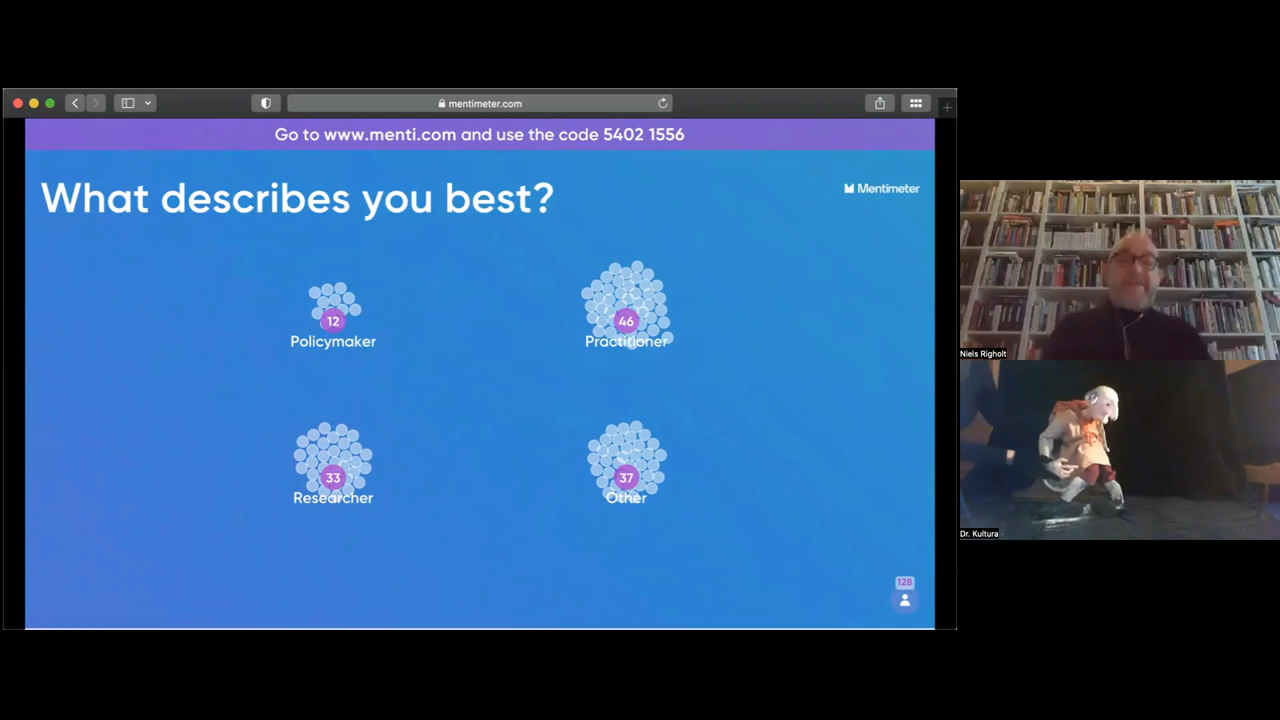 mentimeter.com
Go to www.menti.com and use the code 5402 1556
What describes you best?
Mentimeter
12
Policymaker
46
Practitioner
33
Researcher
37
Other
128
Niels Righolt
Dr. Kultura